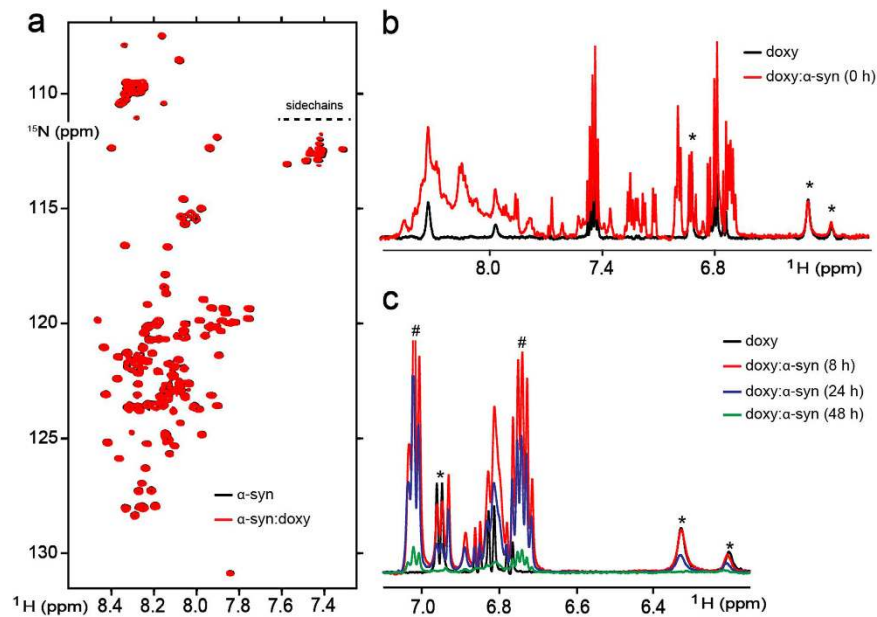 a
110
sidechains
¹⁵N (ppm)
115
120
125
130
α-syn
α-syn:doxy
¹H (ppm)
8.4 8.2 8.0 7.8 7.6 7.4
b
doxy
doxy:α-syn (0 h)
*
* *
8.0 7.4 6.8
¹H (ppm)
c
doxy
doxy:α-syn (8 h)
doxy:α-syn (24 h)
doxy:α-syn (48 h)
# #
*
* *
7.0 6.8 6.6 6.4
¹H (ppm)